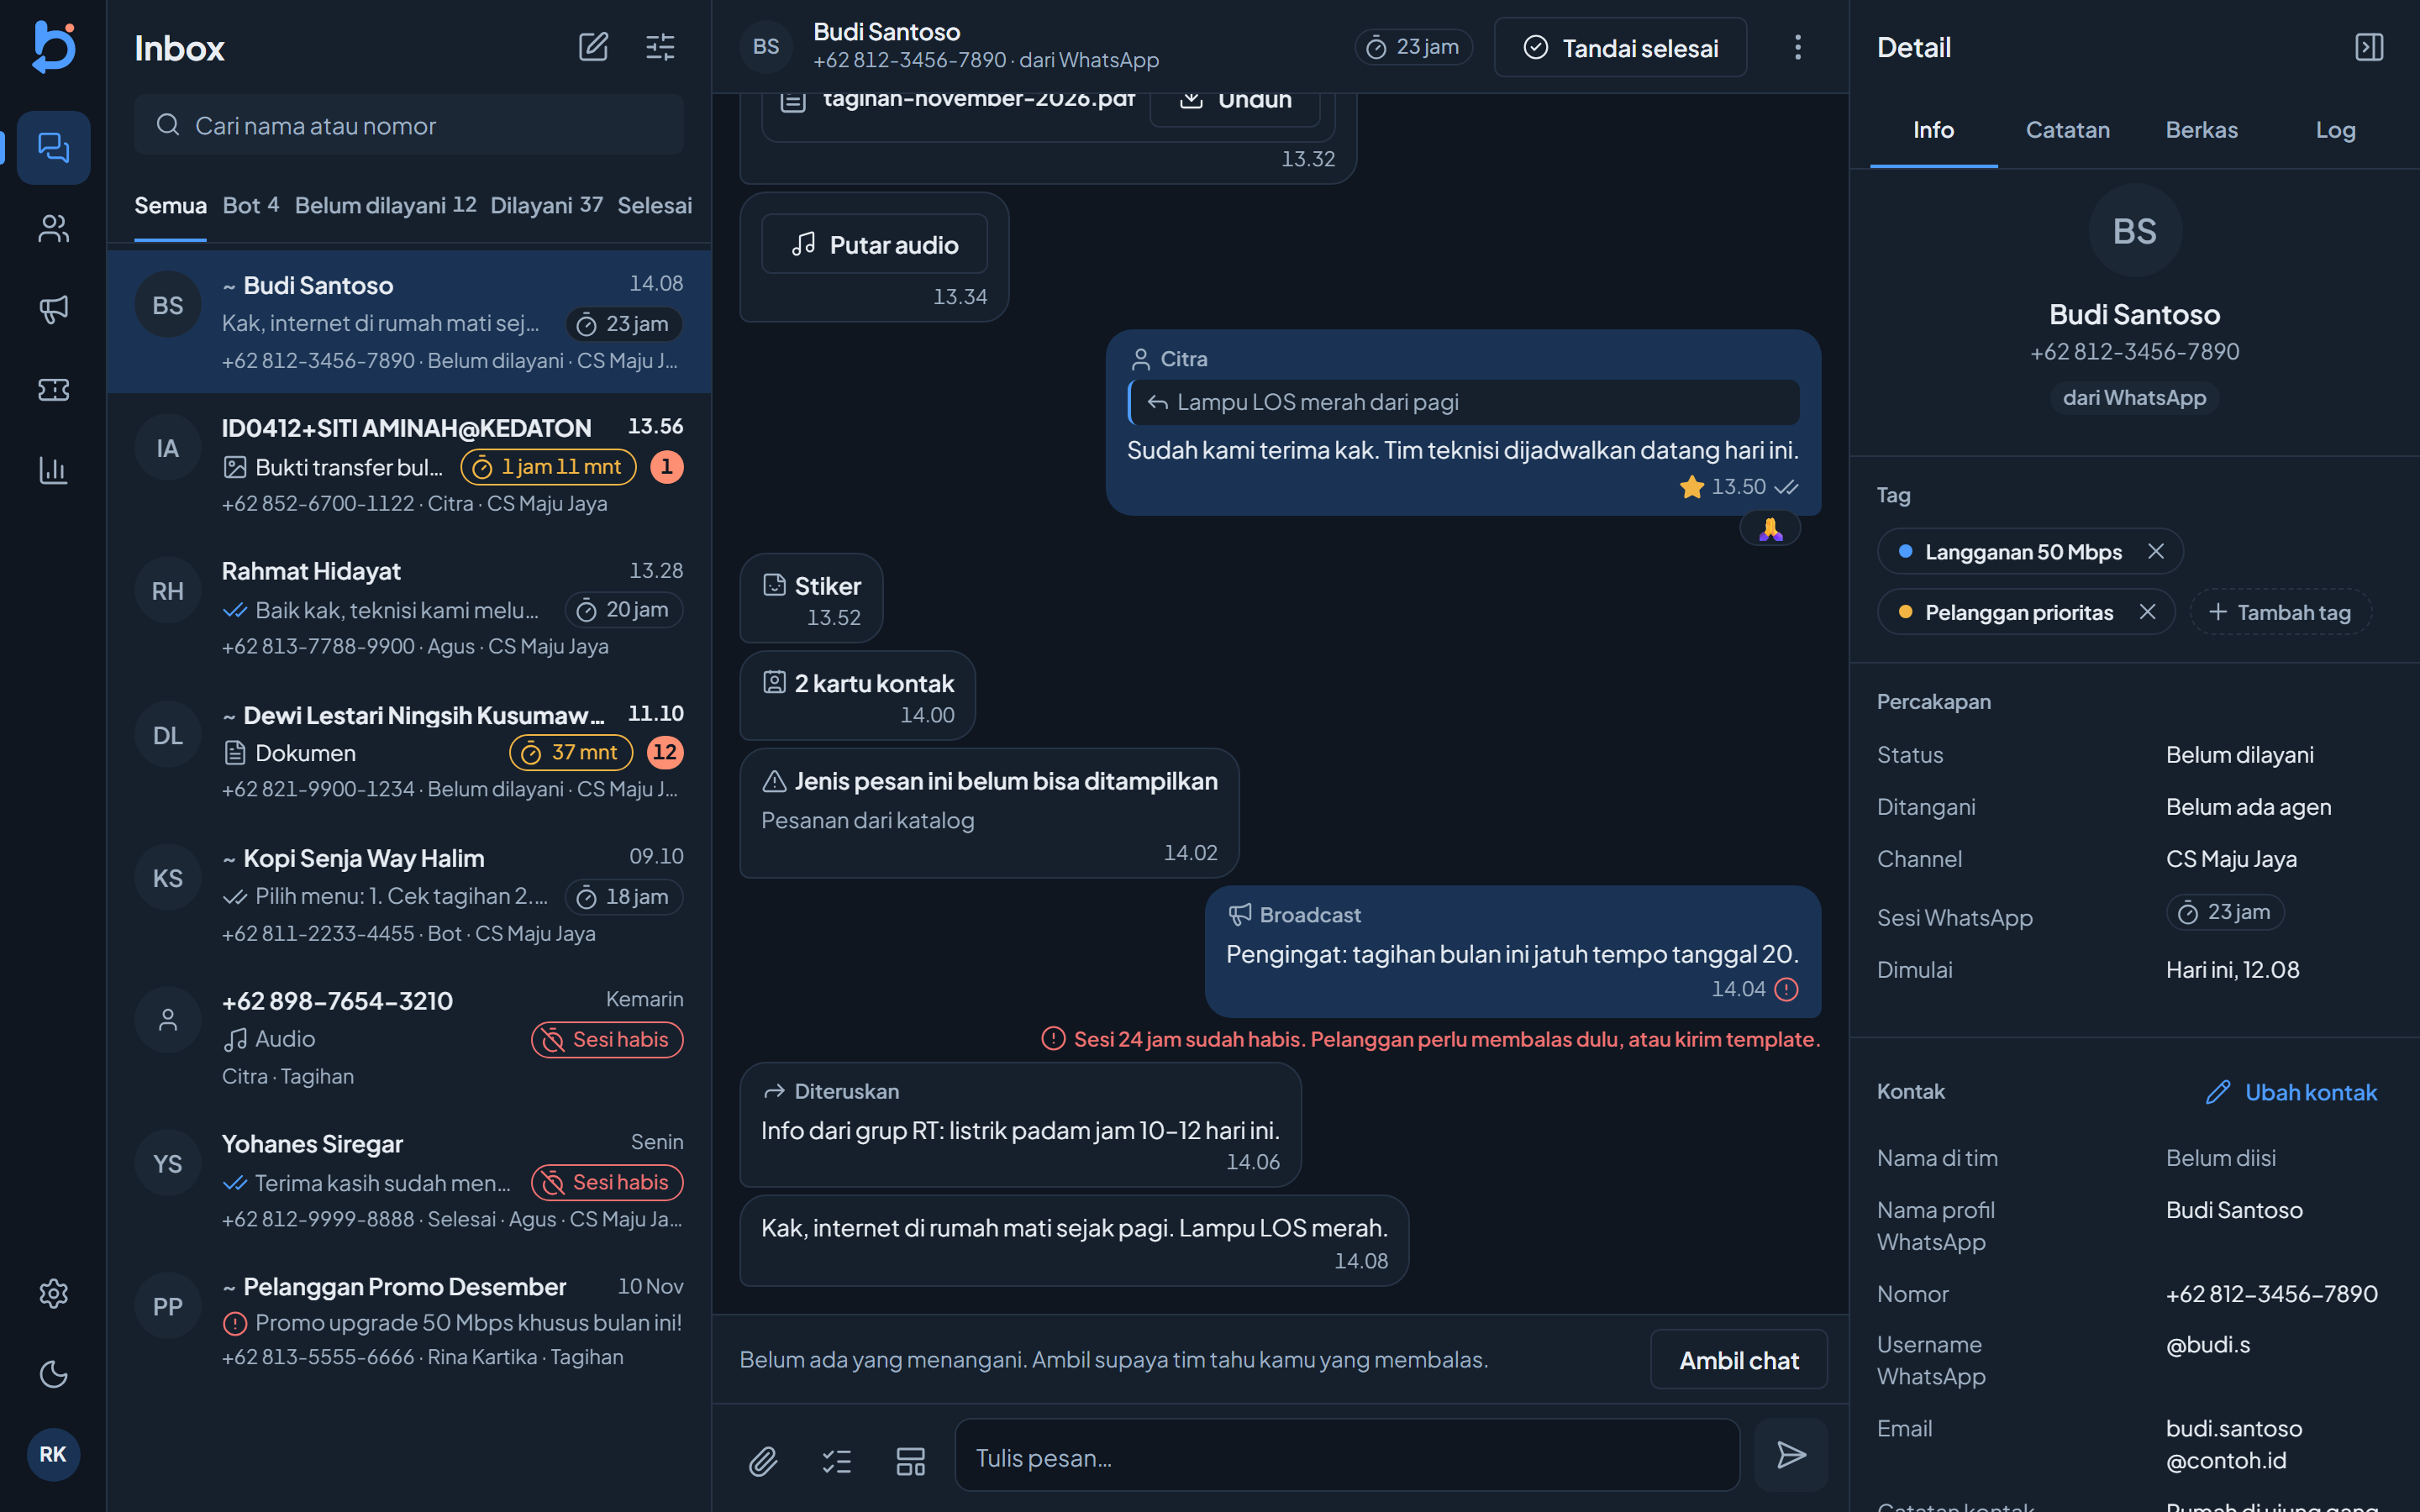 Inbox
Cari nama atau nomor
Semua Bot 4 Belum dilayani 12 Dilayani 37 Selesai
BS ~ Budi Santoso 14.08
Kak, internet di rumah mati sej... 23 jam
+62 812-3456-7890 · Belum dilayani · CS Maju J...
IA ID0412+SITI AMINAH@KEDATON 13.56
Bukti transfer bul... 1 jam 11 mnt 1
+62 852-6700-1122 · Citra · CS Maju Jaya
RH Rahmat Hidayat 13.28
Baik kak, teknisi kami melu... 20 jam
+62 813-7788-9900 · Agus · CS Maju Jaya
DL ~ Dewi Lestari Ningsih Kusumaw... 11.10
Dokumen 37 mnt 12
+62 821-9900-1234 · Belum dilayani · CS Maju J...
KS ~ Kopi Senja Way Halim 09.10
Pilih menu: 1. Cek tagihan 2.... 18 jam
+62 811-2233-4455 · Bot · CS Maju Jaya
+62 898-7654-3210 Kemarin
Audio Sesi habis
Citra · Tagihan
YS Yohanes Siregar Senin
Terima kasih sudah men... Sesi habis
+62 812-9999-8888 · Selesai · Agus · CS Maju Ja...
PP ~ Pelanggan Promo Desember 10 Nov
Promo upgrade 50 Mbps khusus bulan ini!
+62 813-5555-6666 · Rina Kartika · Tagihan
RK
BS Budi Santoso
+62 812-3456-7890 · dari WhatsApp
23 jam Tandai selesai
tagihan-november-2026.pdf Unduh
13.32
Putar audio
13.34
Citra
Lampu LOS merah dari pagi
Sudah kami terima kak. Tim teknisi dijadwalkan datang hari ini.
⭐ 13.50
🙏
Stiker
13.52
2 kartu kontak
14.00
Jenis pesan ini belum bisa ditampilkan
Pesanan dari katalog
14.02
Broadcast
Pengingat: tagihan bulan ini jatuh tempo tanggal 20.
14.04
Sesi 24 jam sudah habis. Pelanggan perlu membalas dulu, atau kirim template.
Diteruskan
Info dari grup RT: listrik padam jam 10–12 hari ini.
14.06
Kak, internet di rumah mati sejak pagi. Lampu LOS merah.
14.08
Belum ada yang menangani. Ambil supaya tim tahu kamu yang membalas. Ambil chat
Tulis pesan...
Detail
Info Catatan Berkas Log
BS
Budi Santoso
+62 812-3456-7890
dari WhatsApp
Tag
Langganan 50 Mbps
Pelanggan prioritas + Tambah tag
Percakapan
Status Belum dilayani
Ditangani Belum ada agen
Channel CS Maju Jaya
Sesi WhatsApp 23 jam
Dimulai Hari ini, 12.08
Kontak Ubah kontak
Nama di tim Belum diisi
Nama profil WhatsApp Budi Santoso
Nomor +62 812-3456-7890
Username WhatsApp @budi.s
Email budi.santoso
@contoh.id
Catatan kontak Rumah di ujung gang